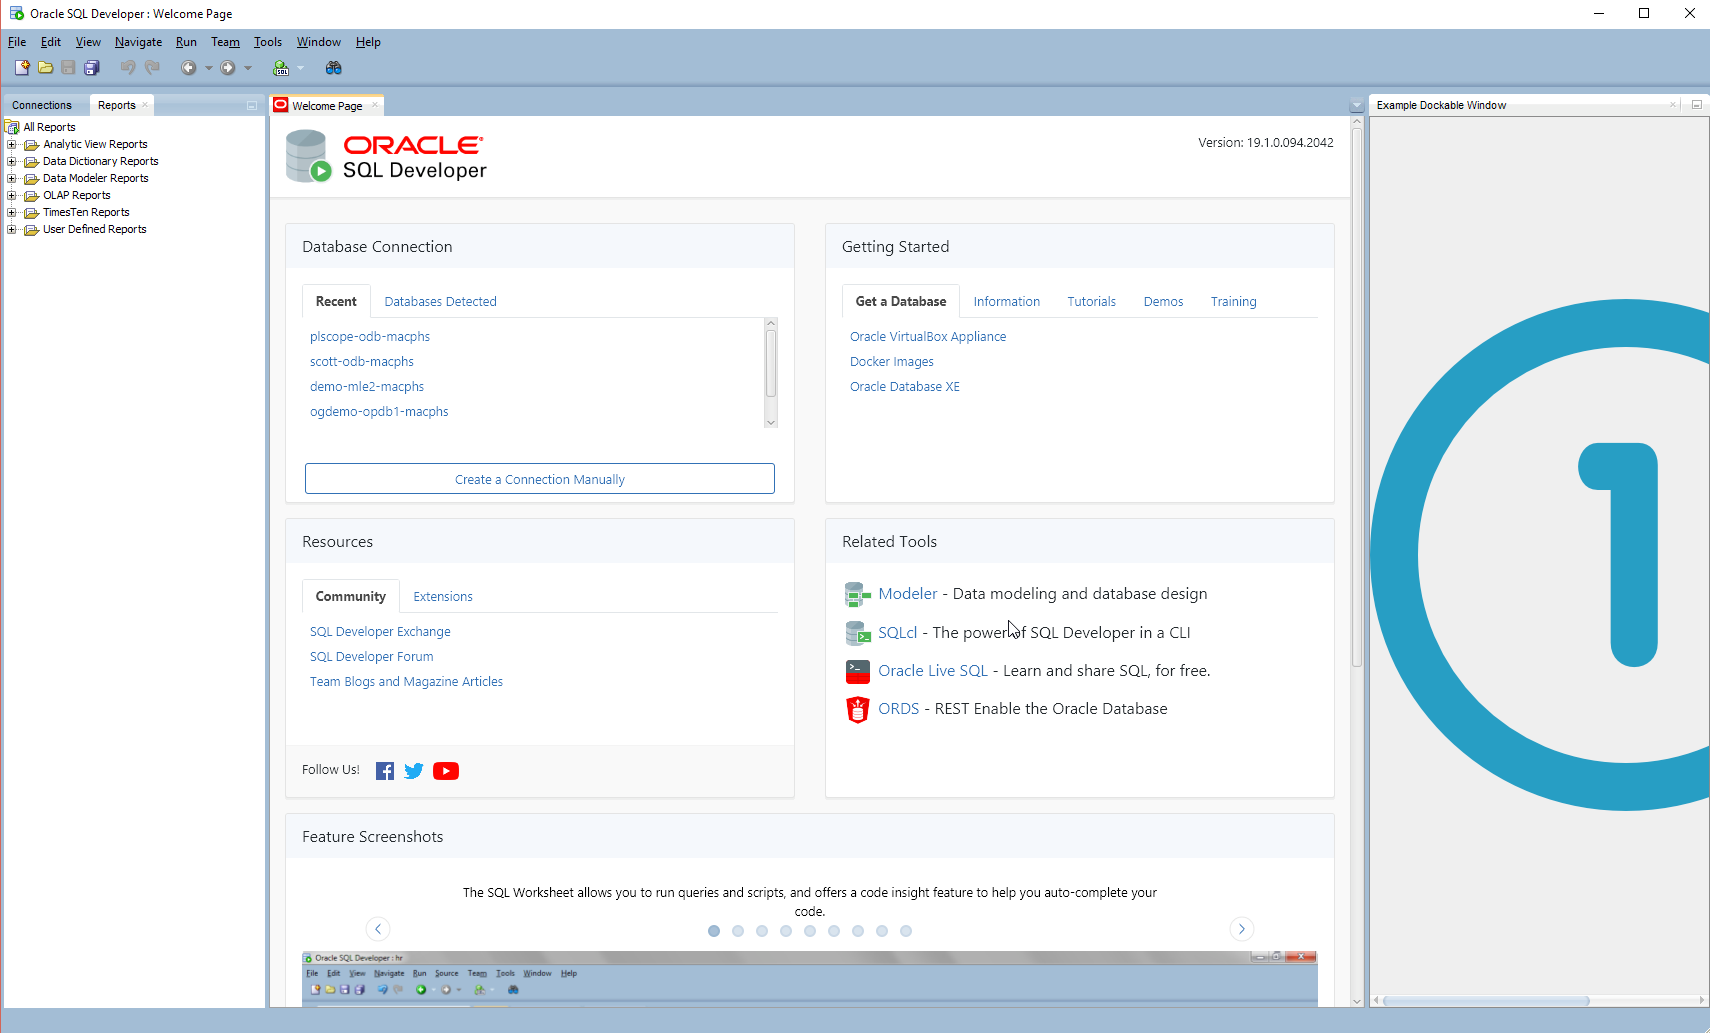 Oracle SQL Developer : Welcome Page
File Edit View Navigate Run Team Tools Window Help
SQL
Connections Reports
All Reports
Analytic View Reports
Data Dictionary Reports
Data Modeler Reports
OLAP Reports
TimesTen Reports
User Defined Reports
Welcome Page
ORACLE
SQL Developer
Version: 19.1.0.094.2042
Database Connection
Recent Databases Detected
plscope-odb-macphs
scott-odb-macphs
demo-mle2-macphs
ogdemo-opdb1-macphs
Create a Connection Manually
Getting Started
Get a Database Information Tutorials Demos Training
Oracle VirtualBox Appliance
Docker Images
Oracle Database XE
Resources
Community Extensions
SQL Developer Exchange
SQL Developer Forum
Team Blogs and Magazine Articles
Follow Us!
Related Tools
Modeler - Data modeling and database design
SQLcl - The power of SQL Developer in a CLI
Oracle Live SQL - Learn and share SQL, for free.
ORDS - REST Enable the Oracle Database
Feature Screenshots
The SQL Worksheet allows you to run queries and scripts, and offers a code insight feature to help you auto-complete your
code.
Oracle SQL Developer : hr
File Edit View Navigate Run Source Team Tools Window Help
Example Dockable Window
1